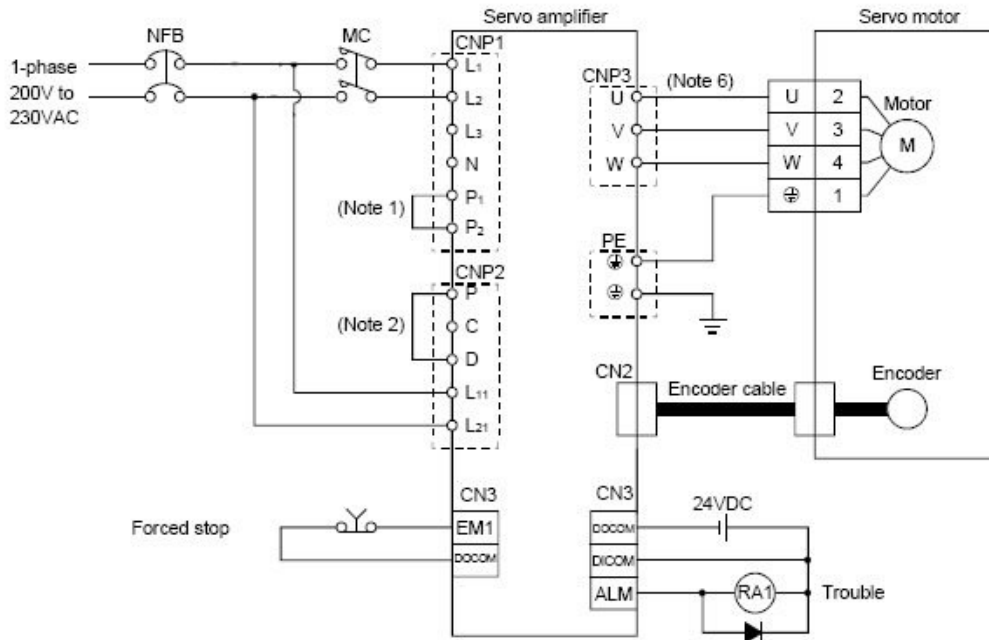 Servo amplifier
Servo motor
NFB
MC
CNP1
1-phase
200V to
230VAC
L1
L2
L3
N
P1
P2
(Note 1)
CNP3
U
V
W
(Note 6)
U 2
V 3
W 4
1
Motor
M
PE
CNP2
P
C
D
L11
L21
(Note 2)
CN2
Encoder cable
Encoder
CN3
Forced stop
EM1
DOCOM
CN3
DOCOM
DICOM
ALM
24VDC
RA1
Trouble